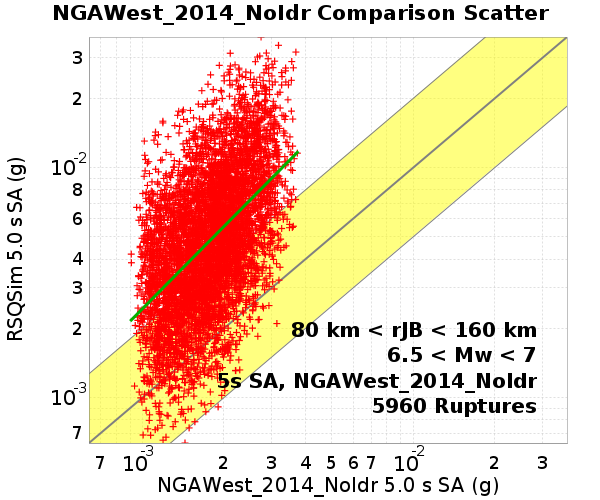 NGAWest_2014_NoIdr Comparison Scatter
RSQSim 5.0 s SA (g)
3
2
10^-2
8
6
4
3
2
10^-3
7
80 km < rJB < 160 km
6.5 < Mw < 7
5s SA, NGAWest_2014_NoIdr
5960 Ruptures
7 10^-3 2 3 4 5 6 7 10^-2 2 3
NGAWest_2014_NoIdr 5.0 s SA (g)